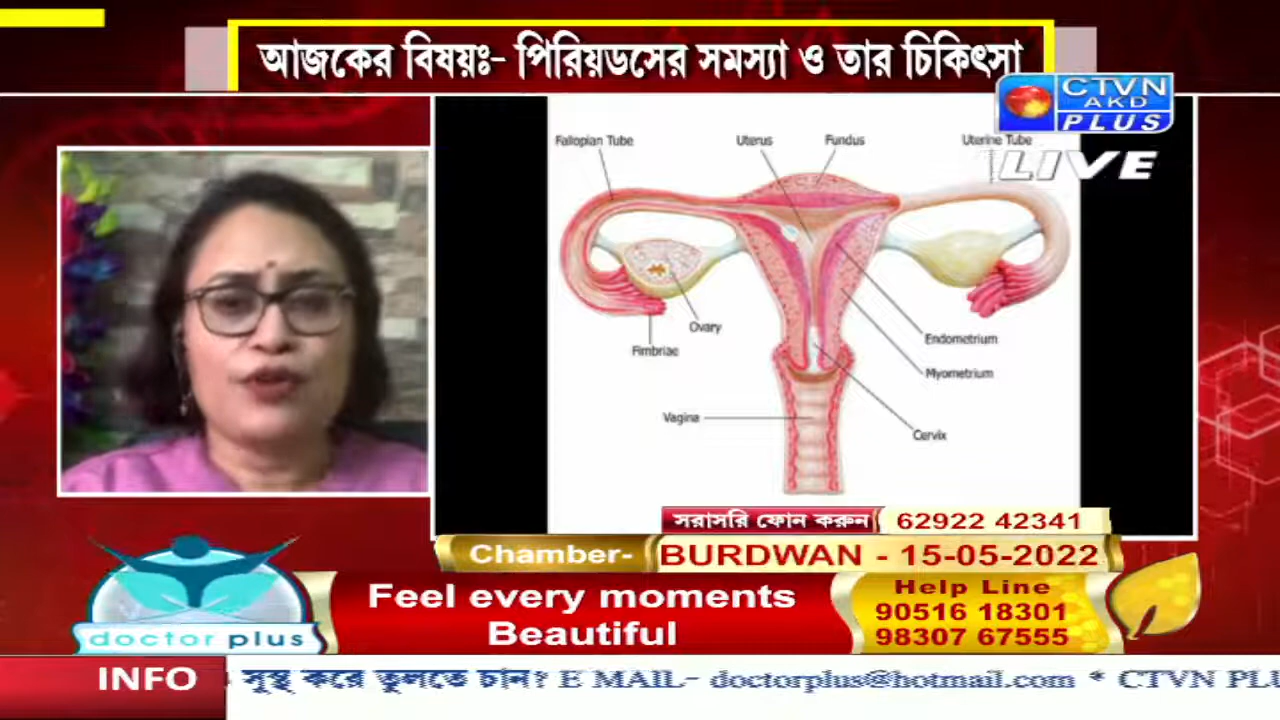 আজকের বিষয়ঃ- পিরিয়ডসের সমস্যা ও তার চিকিৎসা
CTVN
AKD
PLUS
LIVE
Fallopian Tube
Uterus
Fundus
Uterine Tube
Ovary
Fimbriae
Endometrium
Myometrium
Vagina
Cervix
সরাসরি ফোন করুন 62922 42341
Chamber- BURDWAN - 15-05-2022
Feel every moments
Beautiful
Help Line
90516 18301
98307 67555
doctor plus
INFO সুস্থ করে তুলতে চান? E MAIL- doctorplus@hotmail.com * CTVN PLU